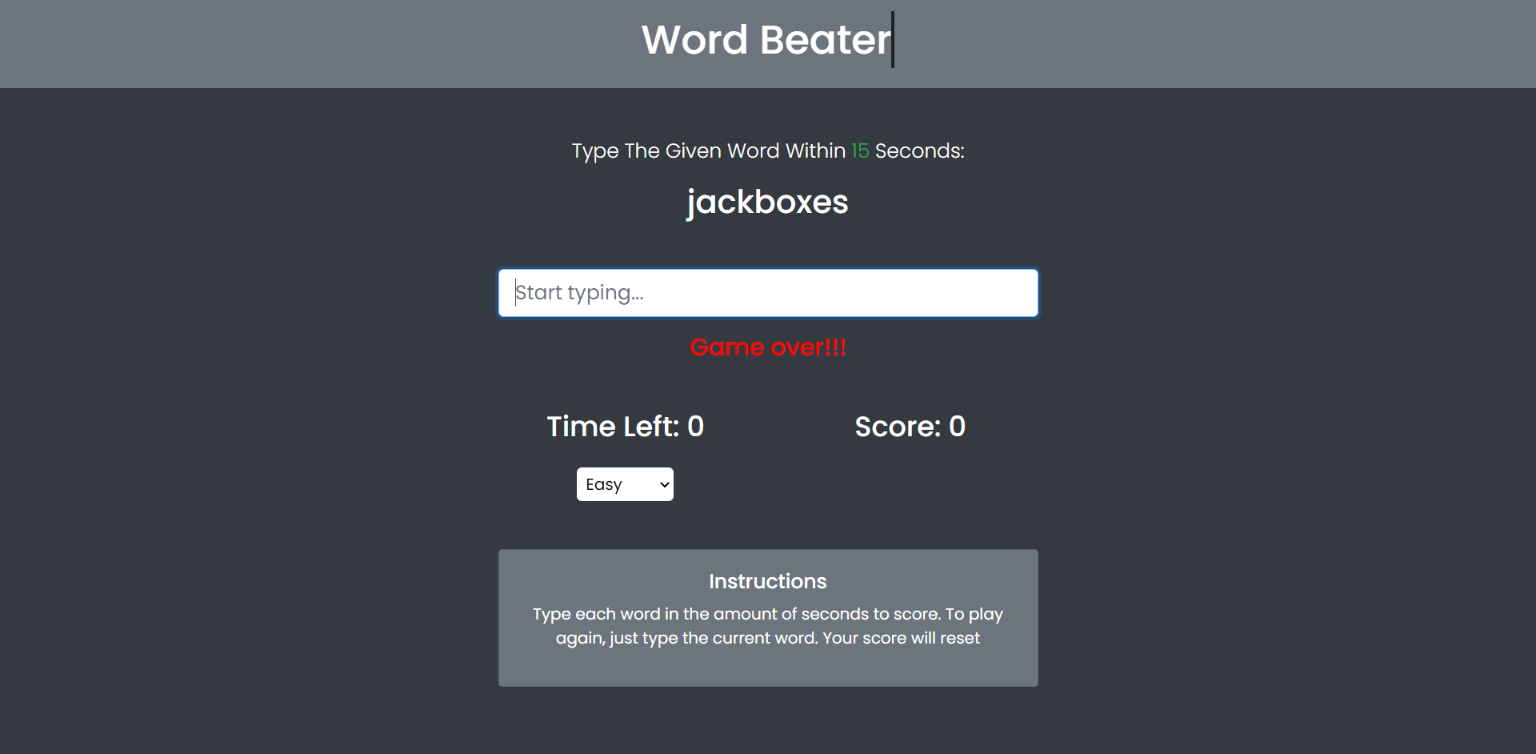 Word Beater
Type The Given Word Within 15 Seconds:
jackboxes
Start typing...
Game over!!!
Time Left: 0
Score: 0
Easy
Instructions
Type each word in the amount of seconds to score. To play
again, just type the current word. Your score will reset